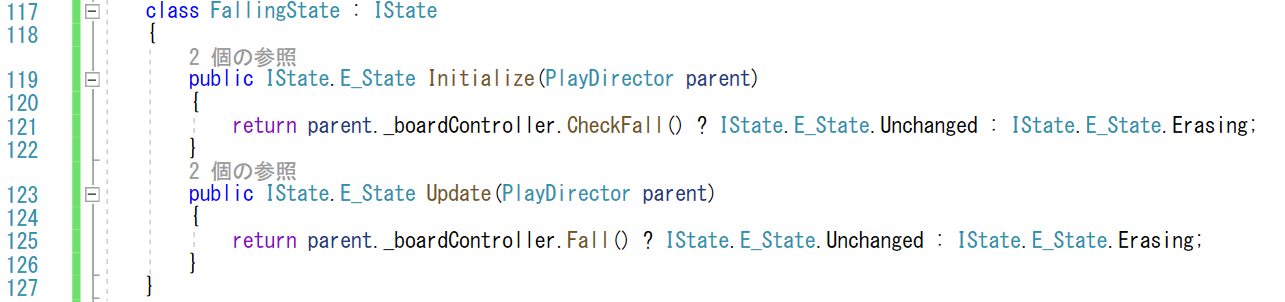 117 class FallingState : IState
118 {
2 個の参照
119 public IState.E_State Initialize(PlayDirector parent)
120 {
121 return parent._boardController.CheckFall() ? IState.E_State.Unchanged : IState.E_State.Erasing;
122 }
2 個の参照
123 public IState.E_State Update(PlayDirector parent)
124 {
125 return parent._boardController.Fall() ? IState.E_State.Unchanged : IState.E_State.Erasing;
126 }
127 }